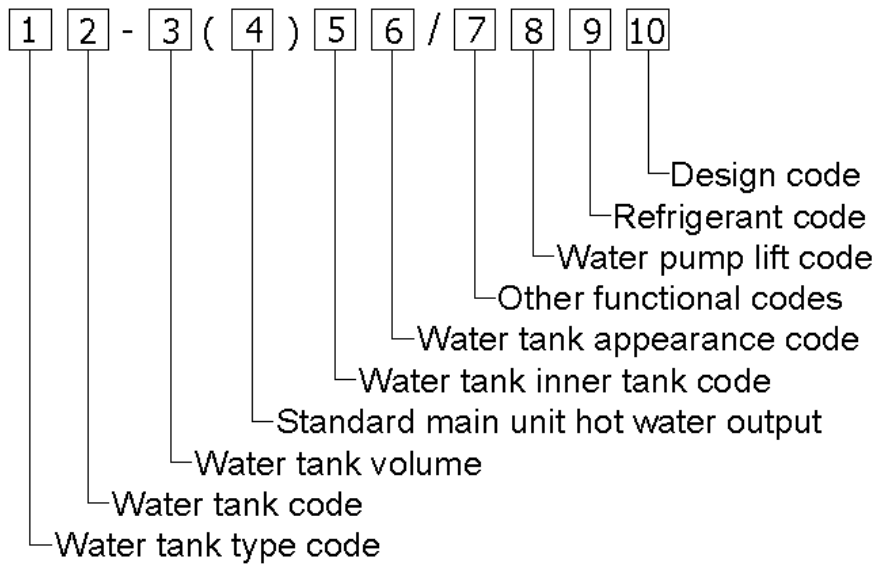 1 2 - 3 ( 4 ) 5 6 / 7 8 9 10
Design code
Refrigerant code
Water pump lift code
Other functional codes
Water tank appearance code
Water tank inner tank code
Standard main unit hot water output
Water tank volume
Water tank code
Water tank type code